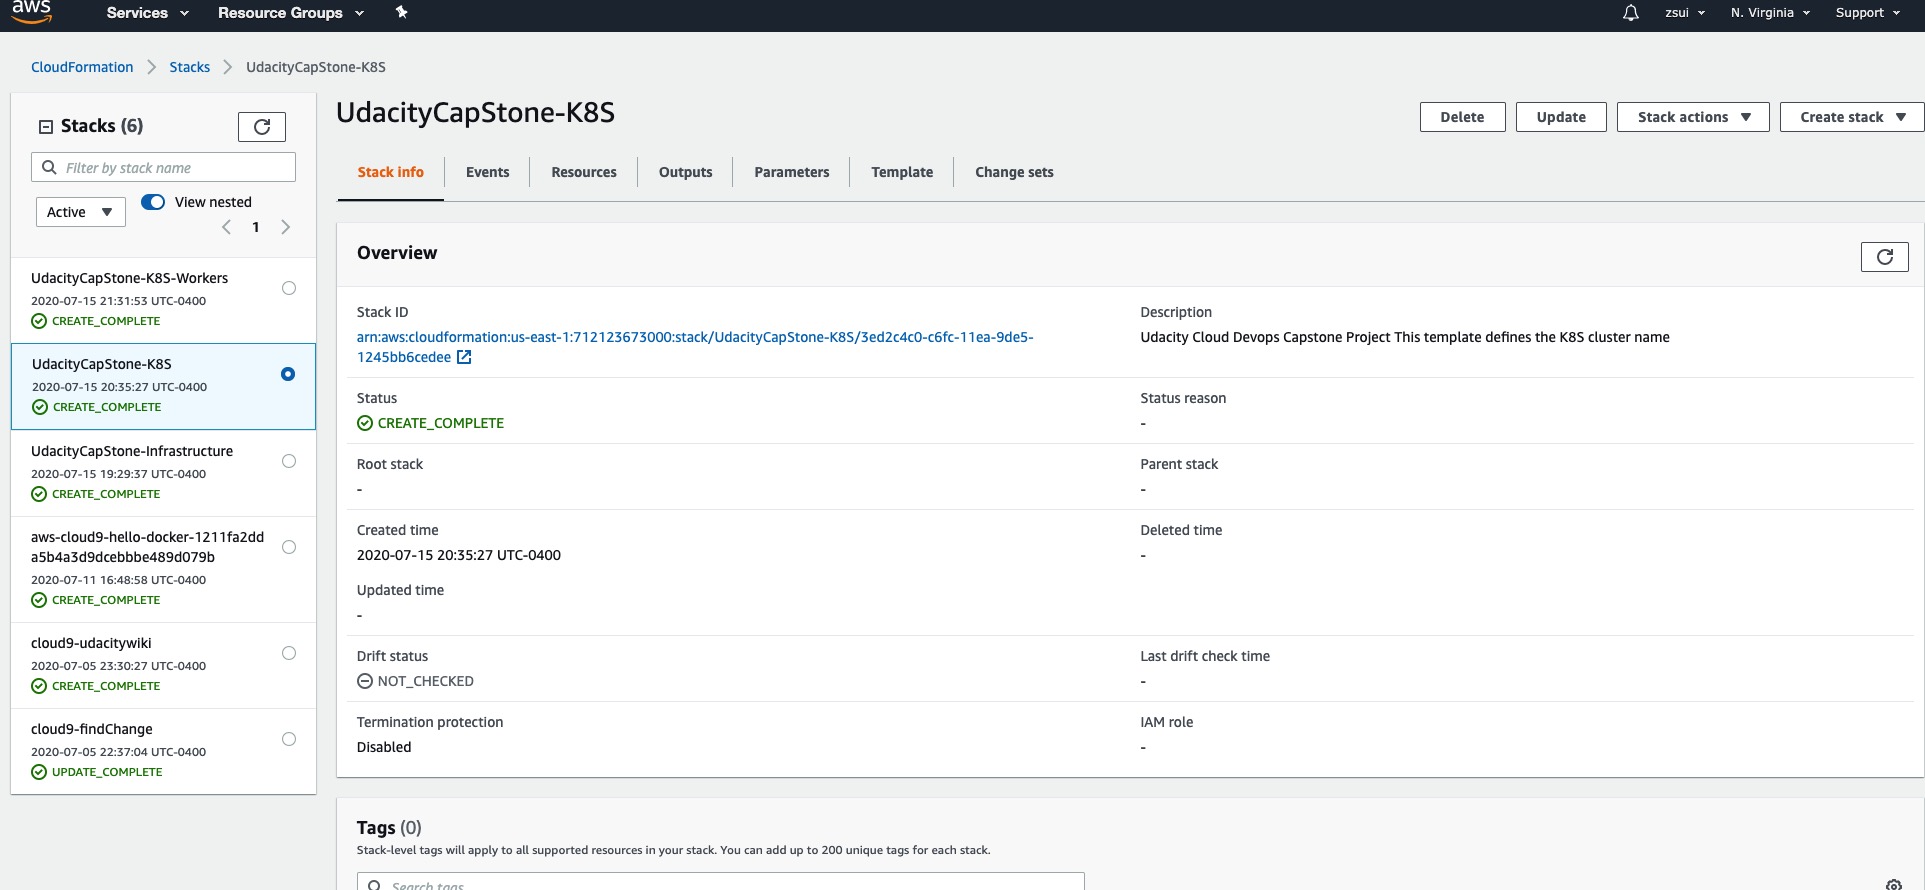 aws
Services
Resource Groups
zsui
N. Virginia
Support
CloudFormation
Stacks
UdacityCapStone-K8S
Stacks (6)
Filter by stack name
Active
View nested
1
UdacityCapStone-K8S-Workers
2020-07-15 21:31:53 UTC-0400
CREATE_COMPLETE
UdacityCapStone-K8S
2020-07-15 20:35:27 UTC-0400
CREATE_COMPLETE
UdacityCapStone-Infrastructure
2020-07-15 19:29:37 UTC-0400
CREATE_COMPLETE
aws-cloud9-hello-docker-1211fa2dd
a5b4a3d9dcebbbe489d079b
2020-07-11 16:48:58 UTC-0400
CREATE_COMPLETE
cloud9-udacitywiki
2020-07-05 23:30:27 UTC-0400
CREATE_COMPLETE
cloud9-findChange
2020-07-05 22:37:04 UTC-0400
UPDATE_COMPLETE
UdacityCapStone-K8S
Delete
Update
Stack actions
Create stack
Stack info
Events
Resources
Outputs
Parameters
Template
Change sets
Overview
Stack ID
arn:aws:cloudformation:us-east-1:712123673000:stack/UdacityCapStone-K8S/3ed2c4c0-c6fc-11ea-9de5-
1245bb6cedee
Description
Udacity Cloud Devops Capstone Project This template defines the K8S cluster name
Status
CREATE_COMPLETE
Status reason
-
Root stack
-
Parent stack
-
Created time
2020-07-15 20:35:27 UTC-0400
Deleted time
-
Updated time
-
Drift status
NOT_CHECKED
Last drift check time
-
Termination protection
Disabled
IAM role
-
Tags (0)
Stack-level tags will apply to all supported resources in your stack. You can add up to 200 unique tags for each stack.
Search tags